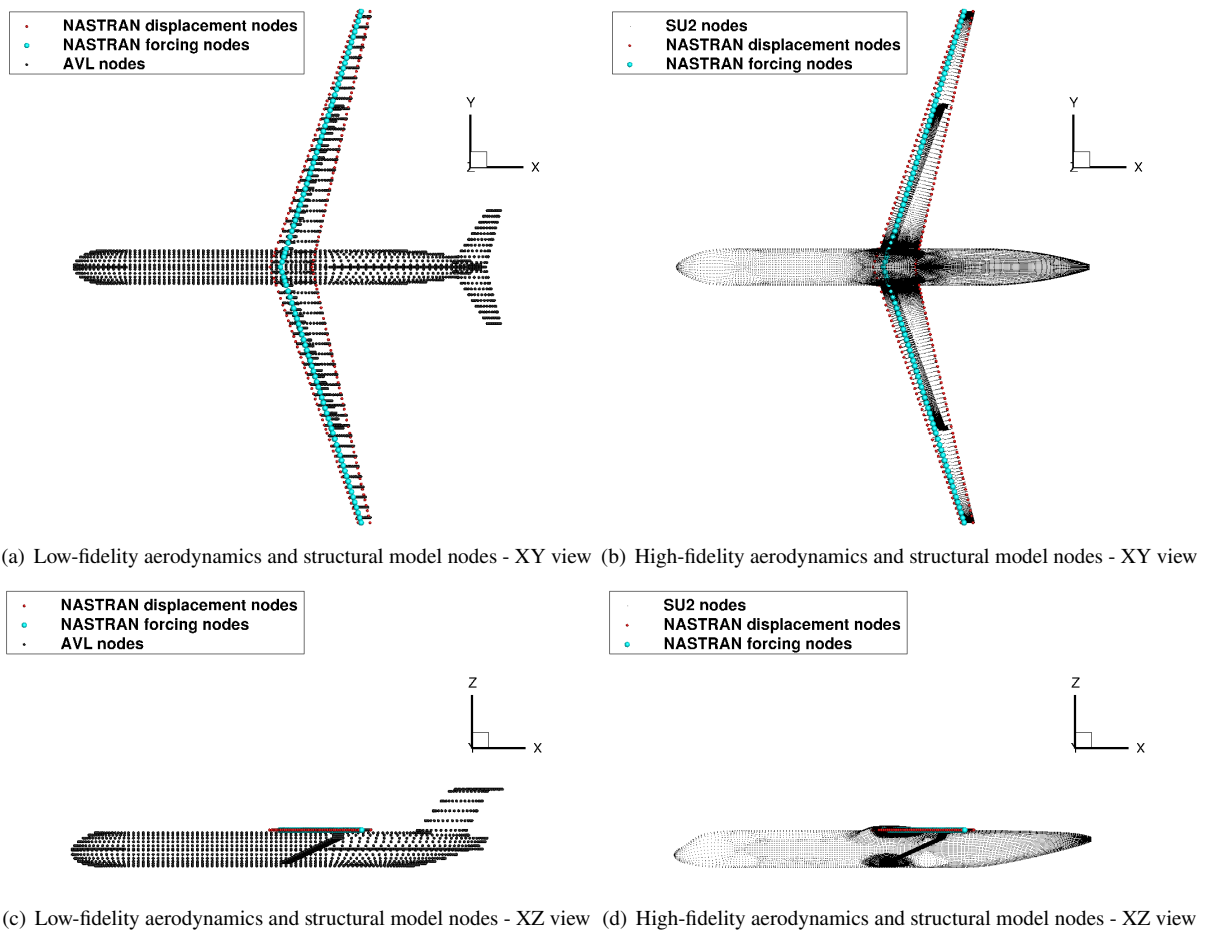 NASTRAN displacement nodes
NASTRAN forcing nodes
AVL nodes
Y
X
Z
SU2 nodes
NASTRAN displacement nodes
NASTRAN forcing nodes
Y
X
Z
(a) Low-fidelity aerodynamics and structural model nodes - XY view
(b) High-fidelity aerodynamics and structural model nodes - XY view
NASTRAN displacement nodes
NASTRAN forcing nodes
AVL nodes
Z
X
Y
SU2 nodes
NASTRAN displacement nodes
NASTRAN forcing nodes
Z
X
Y
(c) Low-fidelity aerodynamics and structural model nodes - XZ view
(d) High-fidelity aerodynamics and structural model nodes - XZ view